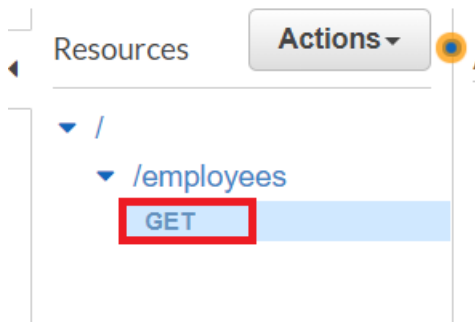 Resources
Actions
/
/employees
GET